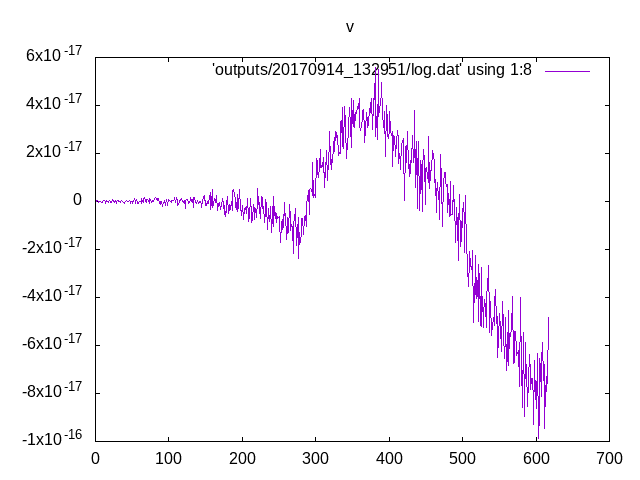 v
'outputs/20170914_132951/log.dat' using 1:8
6x10^-17
4x10^-17
2x10^-17
0
-2x10^-17
-4x10^-17
-6x10^-17
-8x10^-17
-1x10^-16
0 100 200 300 400 500 600 700